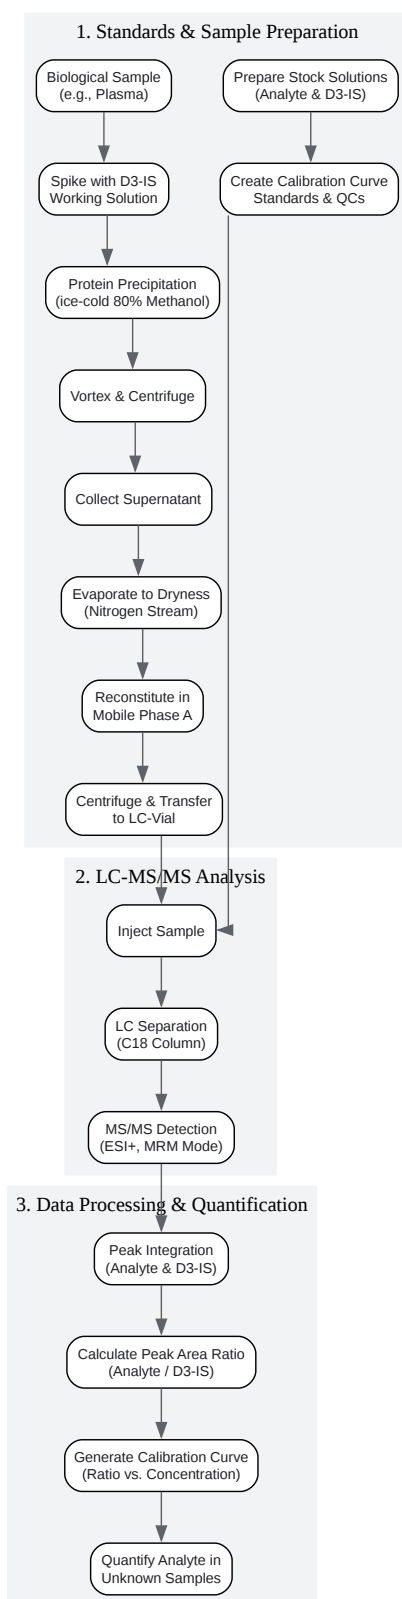 1. Standards & Sample Preparation
Biological Sample
(e.g., Plasma)
Prepare Stock Solutions
(Analyte & D3-IS)
Spike with D3-IS
Working Solution
Create Calibration Curve
Standards & QCs
Protein Precipitation
(ice-cold 80% Methanol)
Vortex & Centrifuge
Collect Supernatant
Evaporate to Dryness
(Nitrogen Stream)
Reconstitute in
Mobile Phase A
Centrifuge & Transfer
to LC-Vial
2. LC-MS/MS Analysis
Inject Sample
LC Separation
(C18 Column)
MS/MS Detection
(ESI+, MRM Mode)
3. Data Processing & Quantification
Peak Integration
(Analyte & D3-IS)
Calculate Peak Area Ratio
(Analyte / D3-IS)
Generate Calibration Curve
(Ratio vs. Concentration)
Quantify Analyte in
Unknown Samples